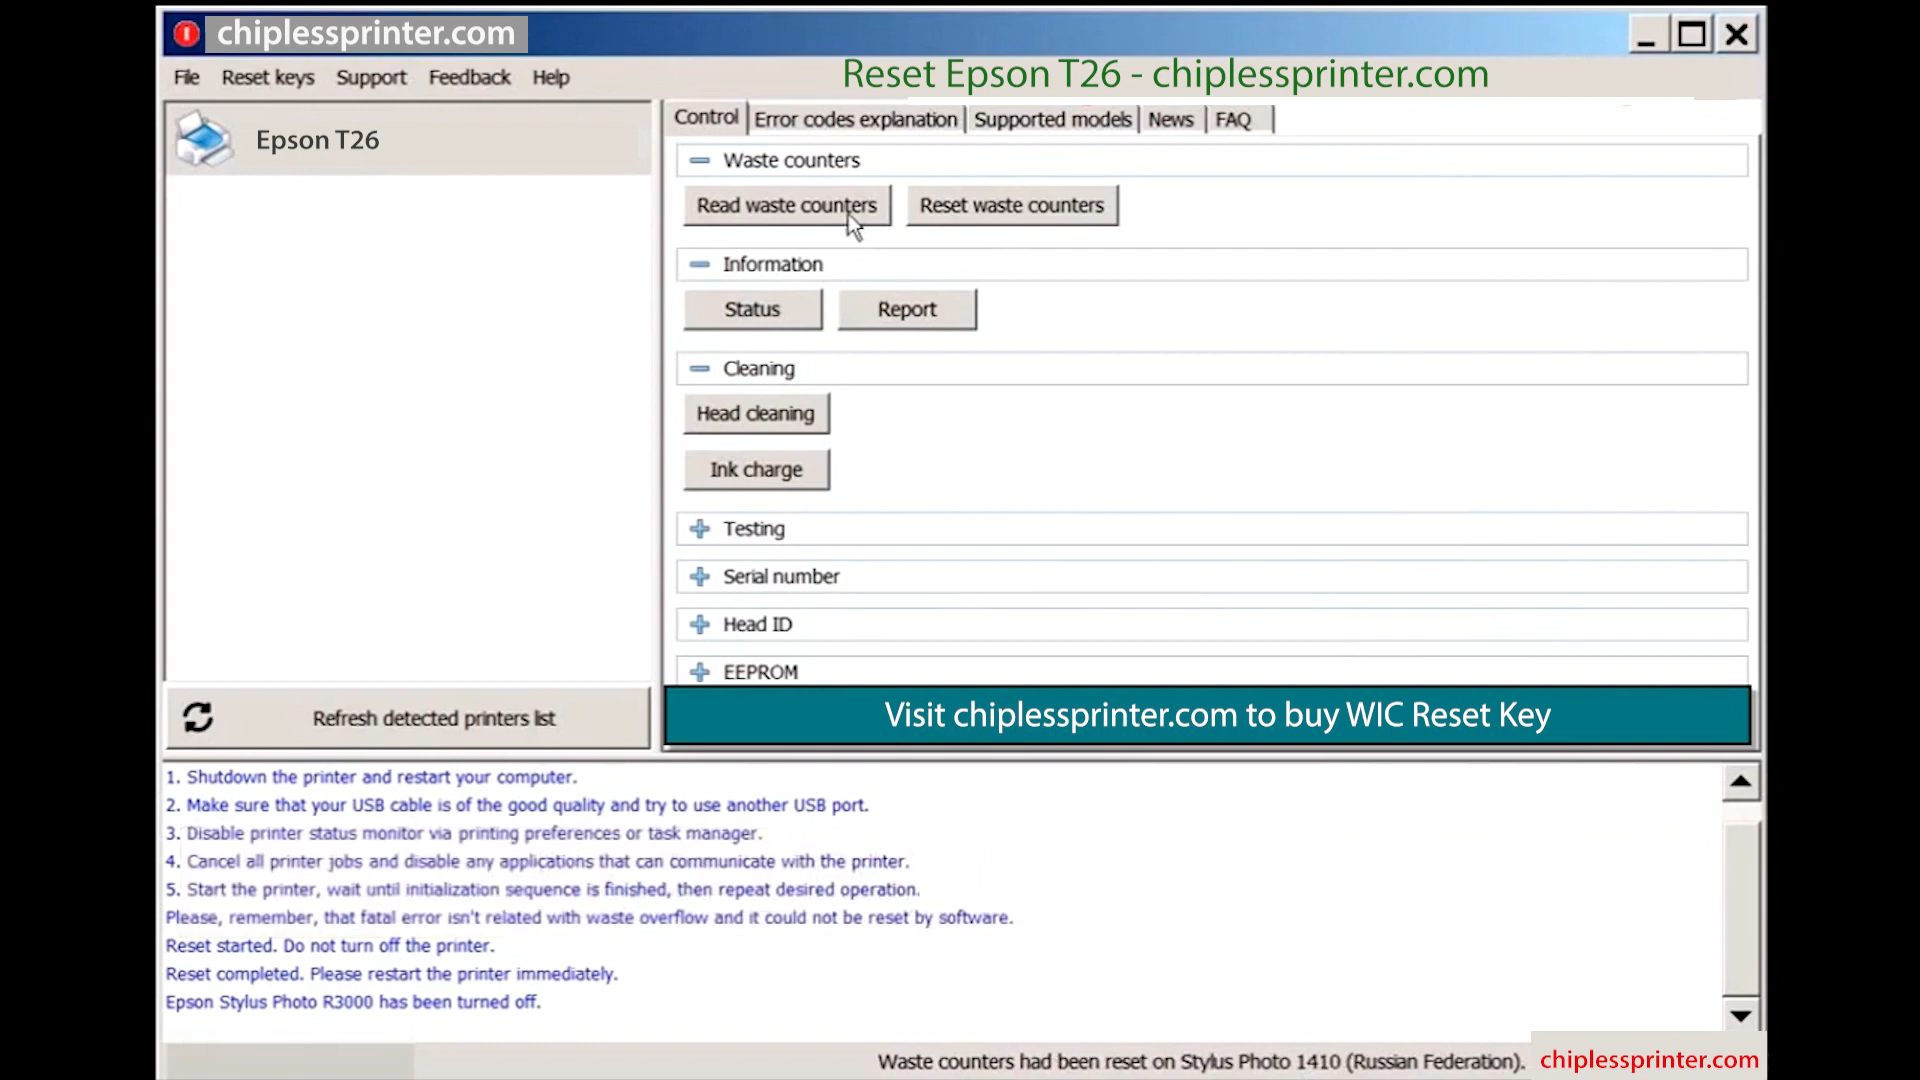 chiplessprinter.com
File Reset keys Support Feedback Help
Reset Epson T26 - chiplessprinter.com
Epson T26
Control Error codes explanation Supported models News FAQ
Waste counters
Read waste counters Reset waste counters
Information
Status Report
Cleaning
Head cleaning
Ink charge
Testing
Serial number
Head ID
EEPROM
Refresh detected printers list
Visit chiplessprinter.com to buy WIC Reset Key
1. Shutdown the printer and restart your computer.
2. Make sure that your USB cable is of the good quality and try to use another USB port.
3. Disable printer status monitor via printing preferences or task manager.
4. Cancel all printer jobs and disable any applications that can communicate with the printer.
5. Start the printer, wait until initialization sequence is finished, then repeat desired operation.
Please, remember, that fatal error isn't related with waste overflow and it could not be reset by software.
Reset started. Do not turn off the printer.
Reset completed. Please restart the printer immediately.
Epson Stylus Photo R3000 has been turned off.
Waste counters had been reset on Stylus Photo 1410 (Russian Federation).
chiplessprinter.com